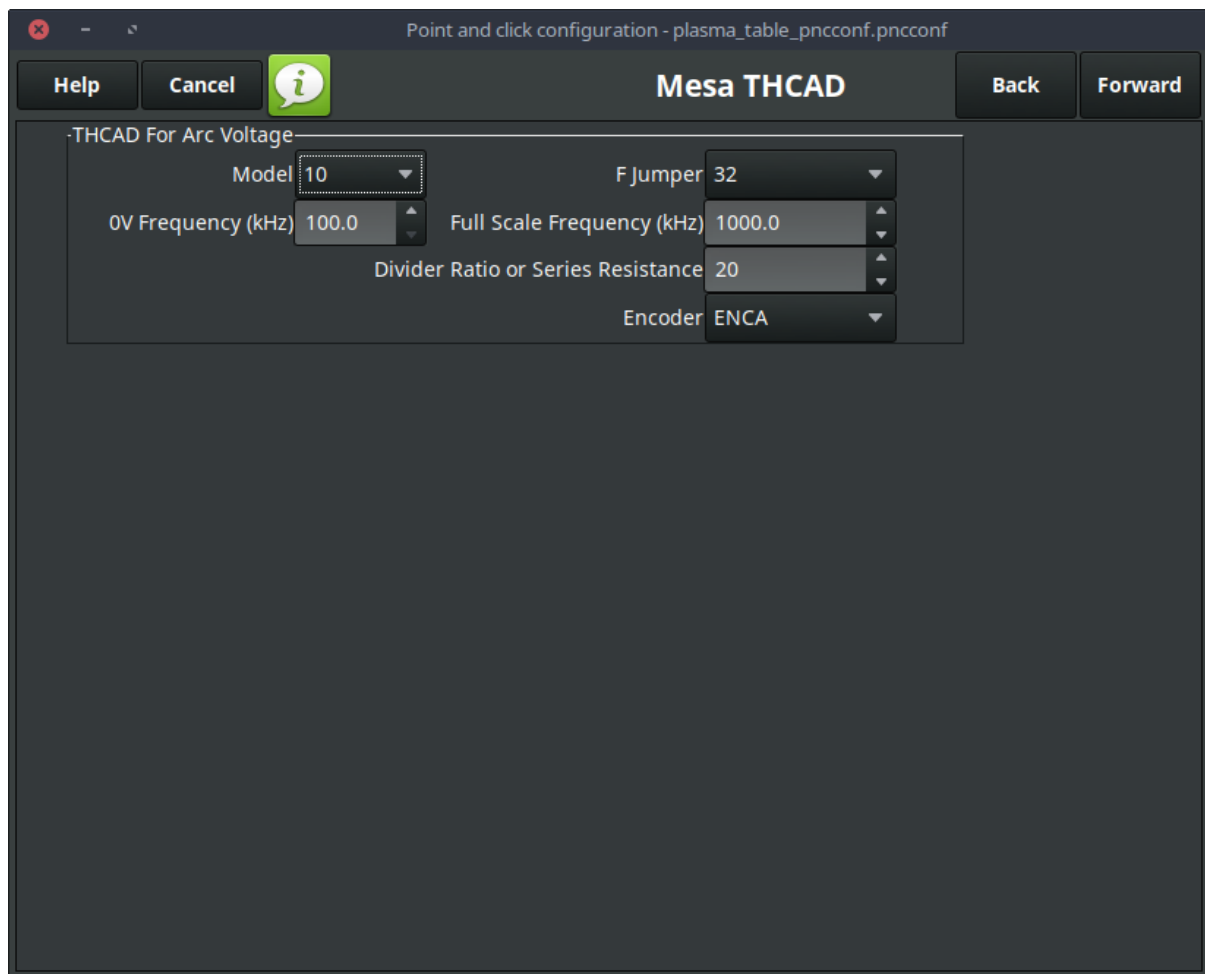 Point and click configuration - plasma_table_pncconf.pncconf
Help Cancel Mesa THCAD Back Forward
THCAD For Arc Voltage
Model 10 F Jumper 32
0V Frequency (kHz) 100.0 Full Scale Frequency (kHz) 1000.0
Divider Ratio or Series Resistance 20
Encoder ENCA